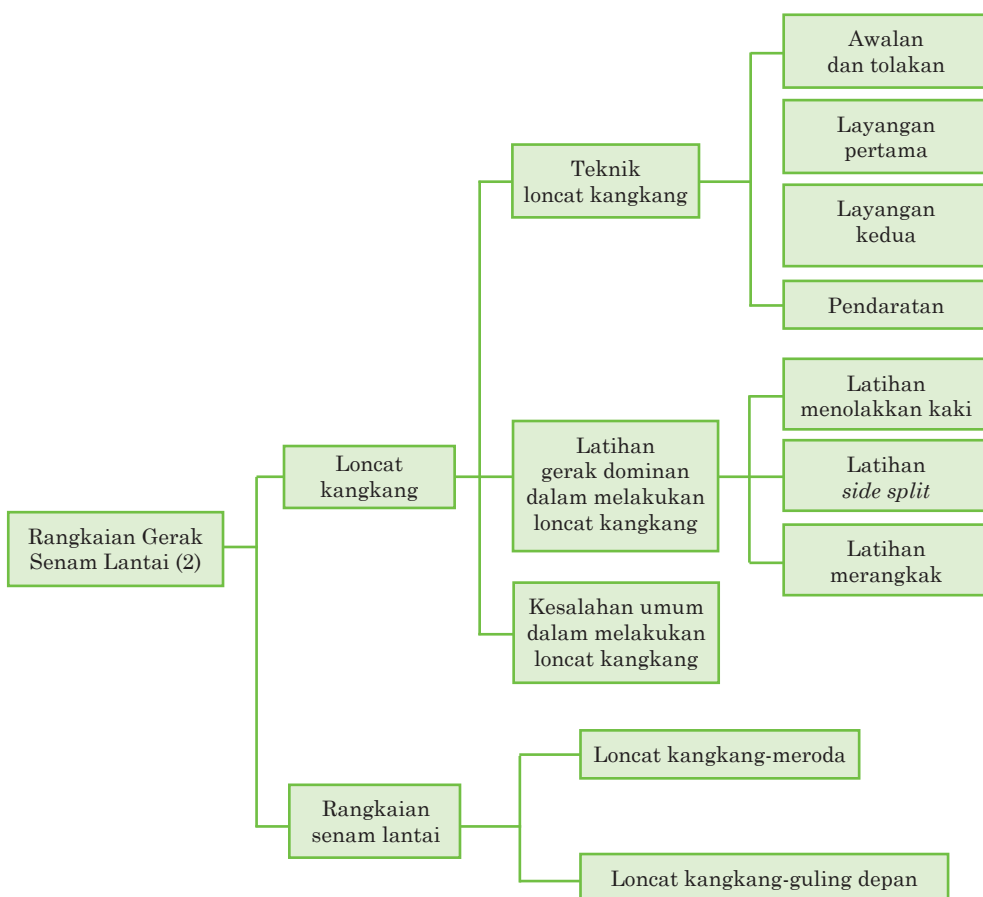 Rangkaian Gerak
Senam Lantai (2)
Loncat
kangkang
Teknik
loncat kangkang
Awalan
dan tolakan
Layangan
pertama
Layangan
kedua
Pendaratan
Latihan
gerak dominan
dalam melakukan
loncat kangkang
Latihan
menolakkan kaki
Latihan
side split
Latihan
merangkak
Kesalahan umum
dalam melakukan
loncat kangkang
Rangkaian
senam lantai
Loncat kangkang-meroda
Loncat kangkang-guling depan